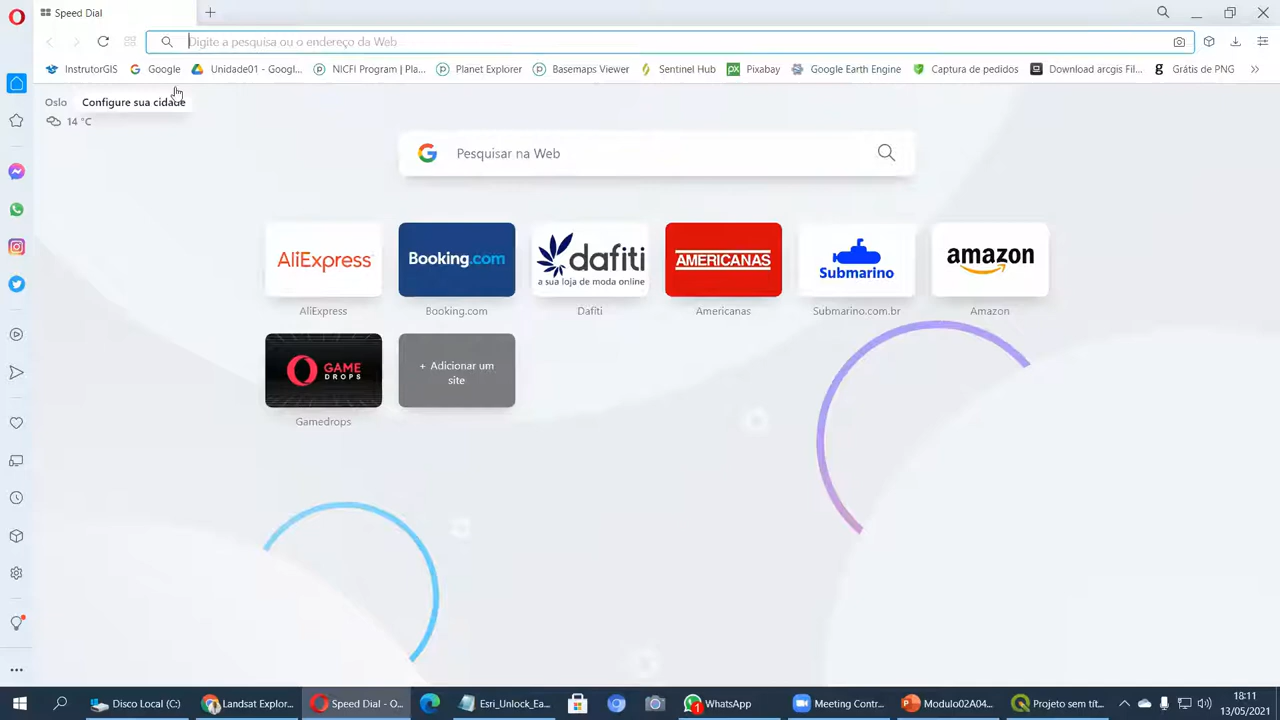 Speed Dial
Digite a pesquisa ou o endereço da Web
InstrutorGIS
Google
Unidade01 - Googl...
NICFI Program | Pla...
Planet Explorer
Basemaps Viewer
Sentinel Hub
px
Pixabay
Google Earth Engine
Captura de pedidos
Download arcgis Fil...
g
Grátis de PNG
Oslo
Configure sua cidade
14 °C
Pesquisar na Web
AliExpress
Booking.com
dafiti
a sua loja de moda online
AMERICANAS
Submarino
amazon
AliExpress
Booking.com
Dafiti
Americanas
Submarino.com.br
Amazon
GAME
DROPS
+ Adicionar um
site
Gamedrops
Disco Local (C:)
Landsat Explor...
Speed Dial - O...
Esri_Unlock_Ea...
1
WhatsApp
Meeting Contr...
Modulo02A04...
Projeto sem tít...
18:11
13/05/2021